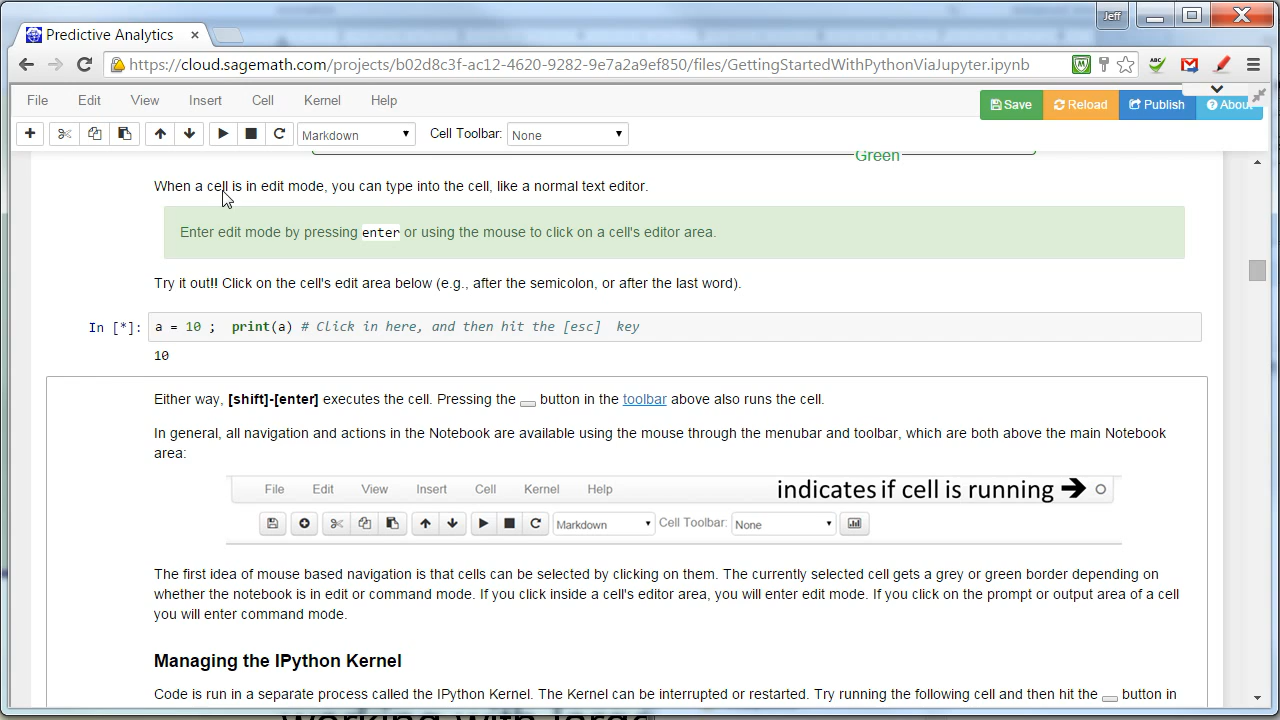 Jeff
Predictive Analytics
https://cloud.sagemath.com/projects/b02d8c3f-ac12-4620-9282-9e7a2a9ef850/files/GettingStartedWithPythonViaJupyter.ipynb
File Edit View Insert Cell Kernel Help
Save Reload Publish About
Markdown Cell Toolbar: None
Green
When a cell is in edit mode, you can type into the cell, like a normal text editor.
Enter edit mode by pressing enter or using the mouse to click on a cell's editor area.
Try it out!! Click on the cell's edit area below (e.g., after the semicolon, or after the last word).
In [*]: a = 10 ;  print(a) # Click in here, and then hit the [esc]  key
10
Either way, [shift]-[enter] executes the cell. Pressing the button in the toolbar above also runs the cell.
In general, all navigation and actions in the Notebook are available using the mouse through the menubar and toolbar, which are both above the main Notebook
area:
File Edit View Insert Cell Kernel Help indicates if cell is running
Markdown Cell Toolbar: None
The first idea of mouse based navigation is that cells can be selected by clicking on them. The currently selected cell gets a grey or green border depending on
whether the notebook is in edit or command mode. If you click inside a cell's editor area, you will enter edit mode. If you click on the prompt or output area of a cell
you will enter command mode.
Managing the IPython Kernel
Code is run in a separate process called the IPython Kernel. The Kernel can be interrupted or restarted. Try running the following cell and then hit the button in